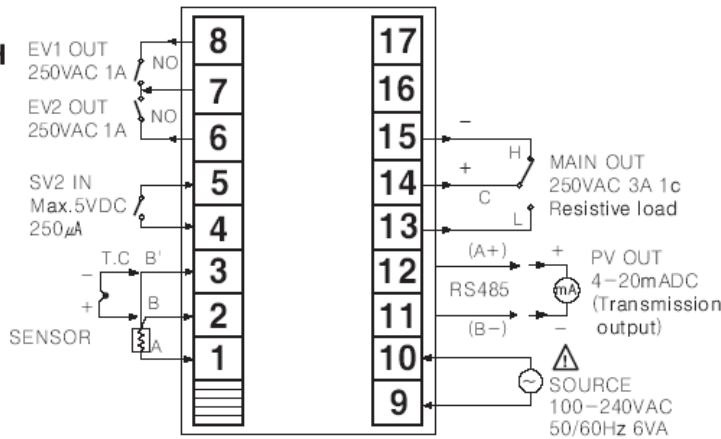 H
EV1 OUT
250VAC 1A
NO
EV2 OUT
250VAC 1A
NO
SV2 IN
Max.5VDC
250㎂
T.C B'
−
+
B
A
SENSOR
8
7
6
5
4
3
2
1
17
16
15
14
13
12
11
10
9
−
H
+
C
L
MAIN OUT
250VAC 3A 1c
Resistive load
(A+)
RS485
(B−)
+
mA
−
PV OUT
4−20mADC
(Transmission
output)
~
SOURCE
100−240VAC
50/60Hz 6VA